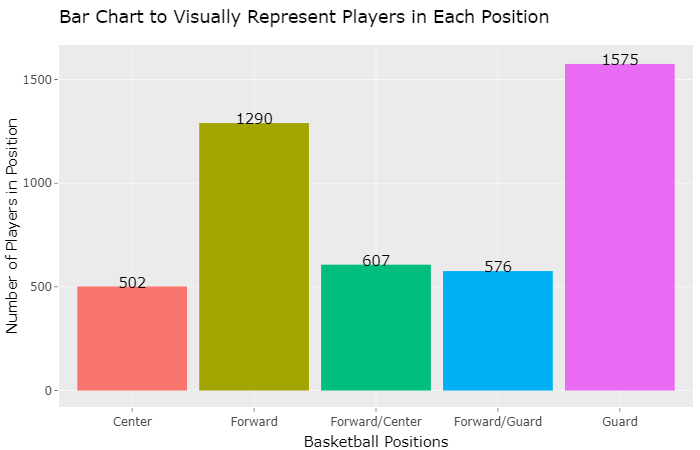 Bar Chart to Visually Represent Players in Each Position
Number of Players in Position
1500
1000
500
0
502
1290
607
576
1575
Center
Forward
Forward/Center
Forward/Guard
Guard
Basketball Positions